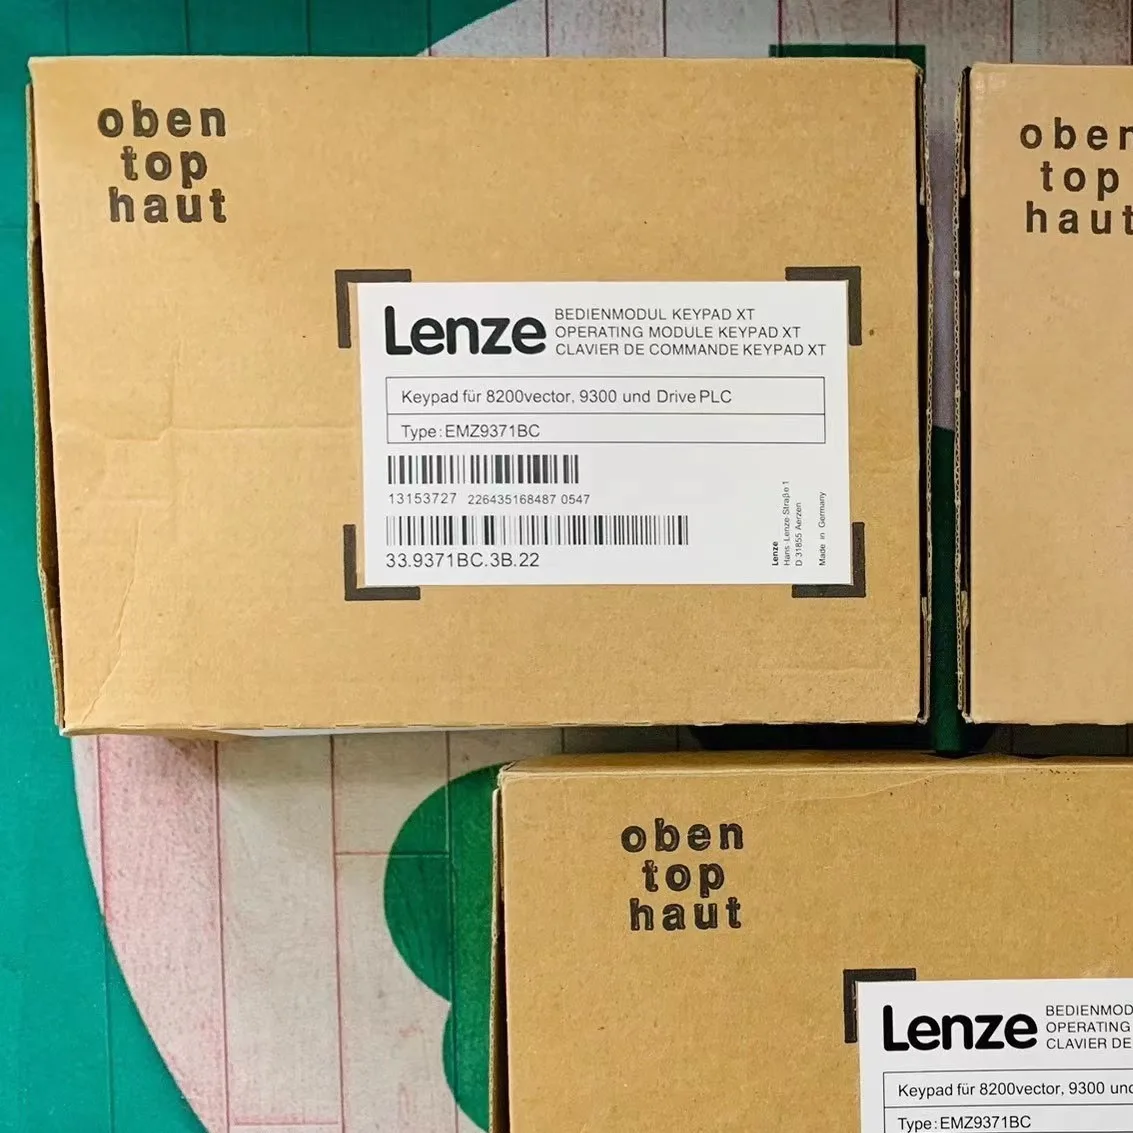 oben
top
haut
Lenze
BEDIENMODUL KEYPAD XT
OPERATING MODULE KEYPAD XT
CLAVIER DE COMMANDE KEYPAD XT
Keypad für 8200vector, 9300 und Drive PLC
Type: EMZ9371BC
13153727 226435168487 0547
33.9371BC.3B.22
Lenze
Hans-Lenze-Straße 1
D-31855 Aerzen
Made in Germany
oben
top
haut
oben
top
haut
Lenze
BEDIENMOD
OPERATING
CLAVIER DE
Keypad für 8200vector, 9300 und
Type: EMZ9371BC